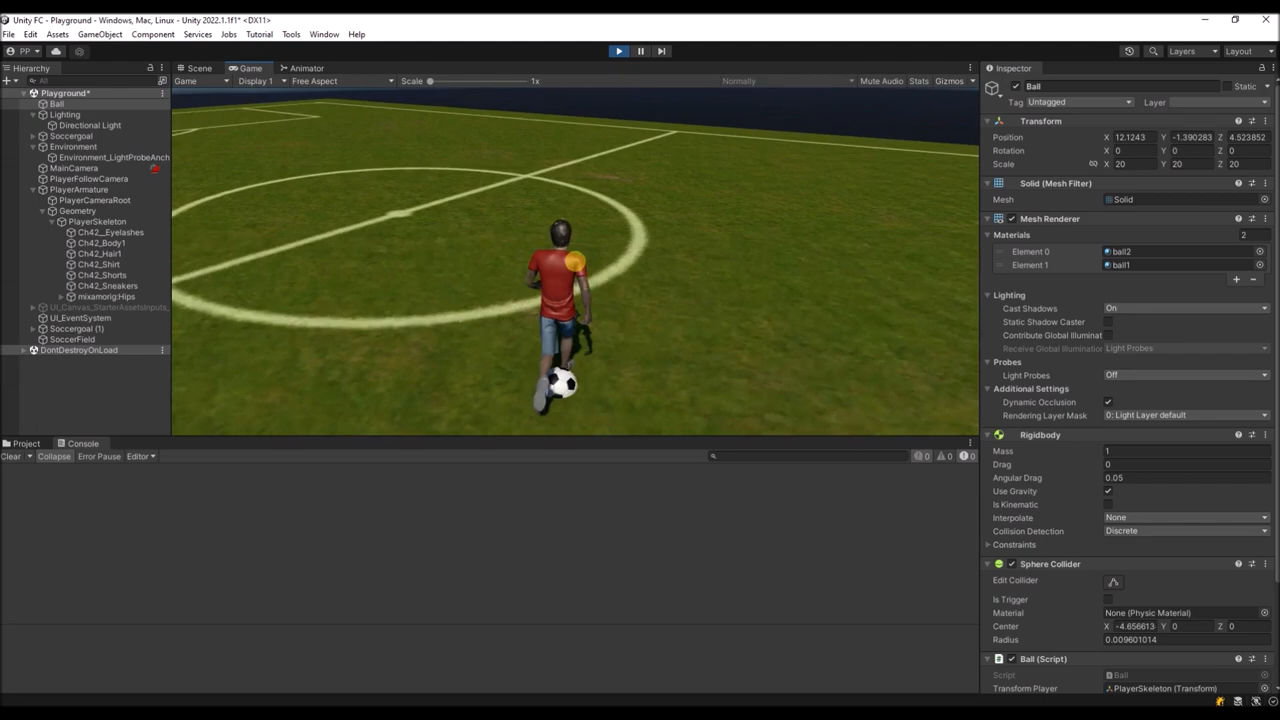 Unity FC - Playground - Windows, Mac, Linux - Unity 2022.1.1f1* <DX11>
File Edit Assets GameObject Component Services Jobs Tutorial Tools Window Help
PP Layers Layout
Hierarchy
All
Playground*
Ball
Lighting
Directional Light
Soccergoal
Environment
Environment_LightProbeAnch
MainCamera
PlayerFollowCamera
PlayerArmature
PlayerCameraRoot
Geometry
PlayerSkeleton
Ch42_Eyelashes
Ch42_Body1
Ch42_Hair1
Ch42_Shirt
Ch42_Shorts
Ch42_Sneakers
mixamorig:Hips
UI_Canvas_StarterAssetsInputs_
UI_EventSystem
Soccergoal (1)
SoccerField
DontDestroyOnLoad
Scene Game Animator
Game Display 1 Free Aspect Scale 1x Normally Mute Audio Stats Gizmos
Project Console
Clear Collapse Error Pause Editor 0 0 0
Inspector
Ball Static
Tag Untagged Layer
Transform
Position X 12.1243 Y -1.390283 Z 4.523852
Rotation X 0 Y 0 Z 0
Scale X 20 Y 20 Z 20
Solid (Mesh Filter)
Mesh Solid
Mesh Renderer
Materials 2
Element 0 ball2
Element 1 ball1
Lighting
Cast Shadows On
Static Shadow Caster
Contribute Global Illuminat
Receive Global Illumination Light Probes
Probes
Light Probes Off
Additional Settings
Dynamic Occlusion
Rendering Layer Mask 0: Light Layer default
Rigidbody
Mass 1
Drag 0
Angular Drag 0.05
Use Gravity
Is Kinematic
Interpolate None
Collision Detection Discrete
Constraints
Sphere Collider
Edit Collider
Is Trigger
Material None (Physic Material)
Center X -4.656613 Y 0 Z 0
Radius 0.009601014
Ball (Script)
Script Ball
Transform Player PlayerSkeleton (Transform)